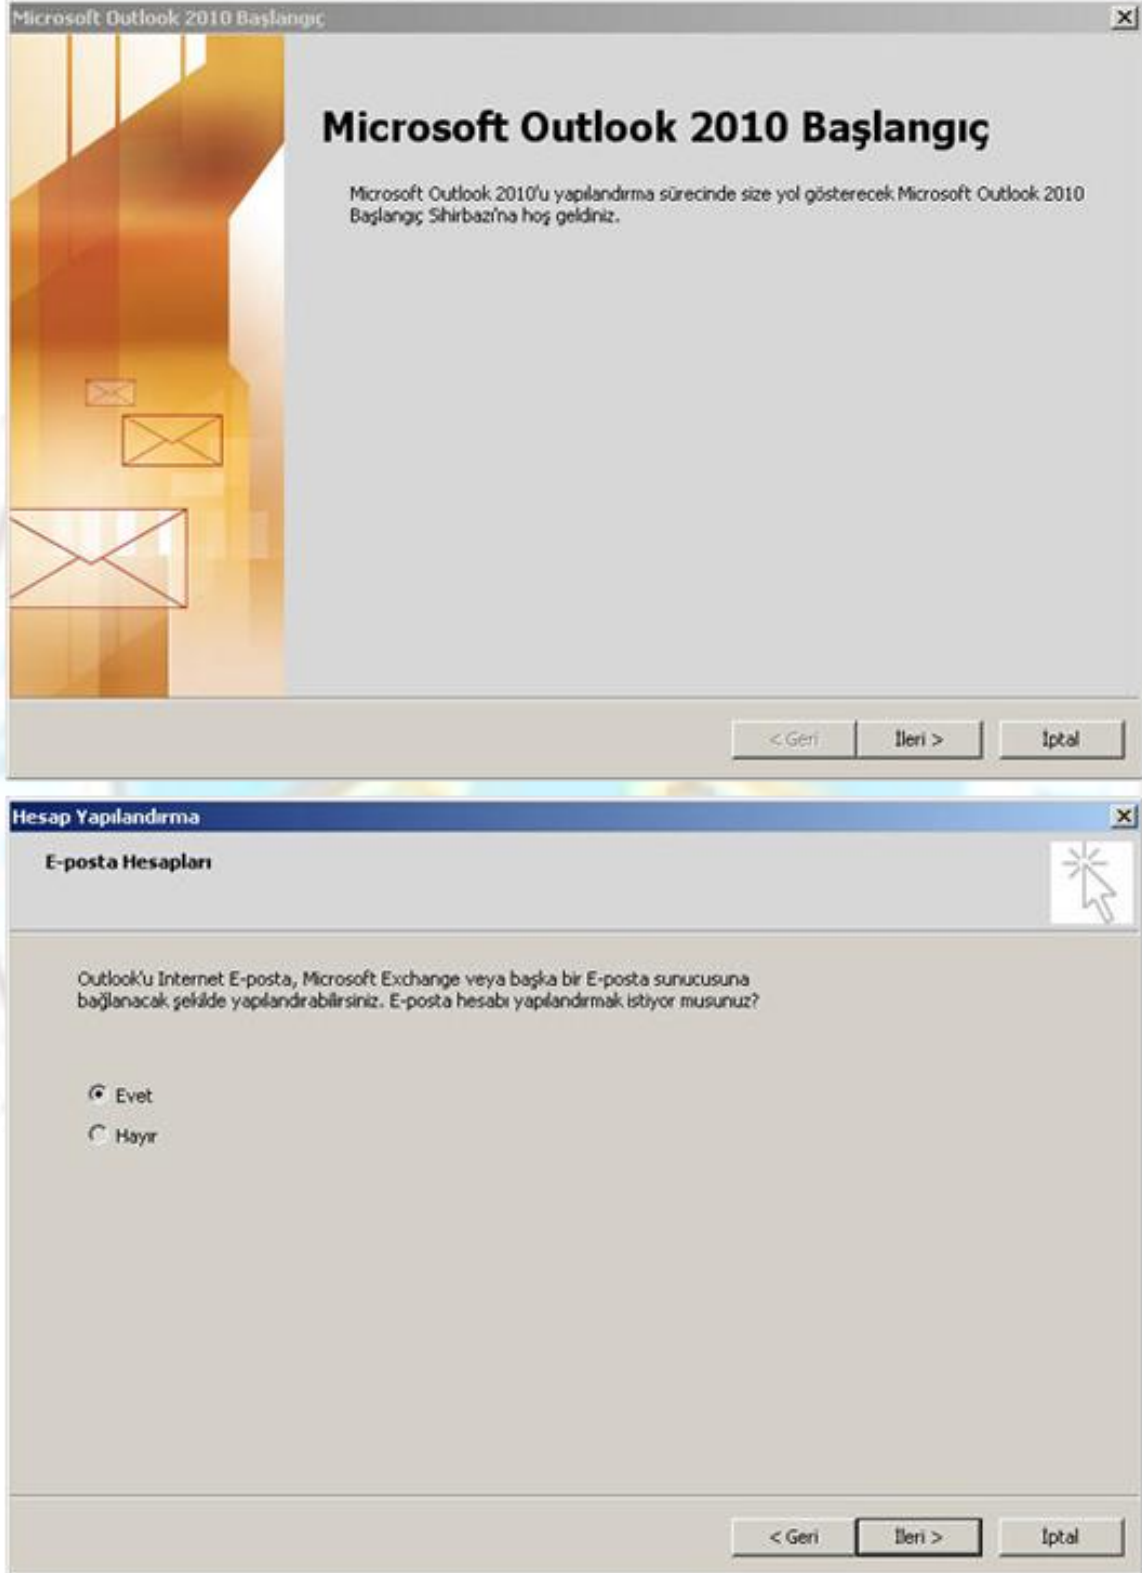 Microsoft Outlook 2010 Başlangıç
Microsoft Outlook 2010 Başlangıç
Microsoft Outlook 2010'u yapılandırma sürecinde size yol gösterecek Microsoft Outlook 2010
Başlangıç Sihirbazı'na hoş geldiniz.
< Geri İleri > İptal
Hesap Yapılandırma
E-posta Hesapları
Outlook'u Internet E-posta, Microsoft Exchange veya başka bir E-posta sunucusuna
bağlanacak şekilde yapılandırabilirsiniz. E-posta hesabı yapılandırmak istiyor musunuz?
Evet
Hayır
< Geri İleri > İptal